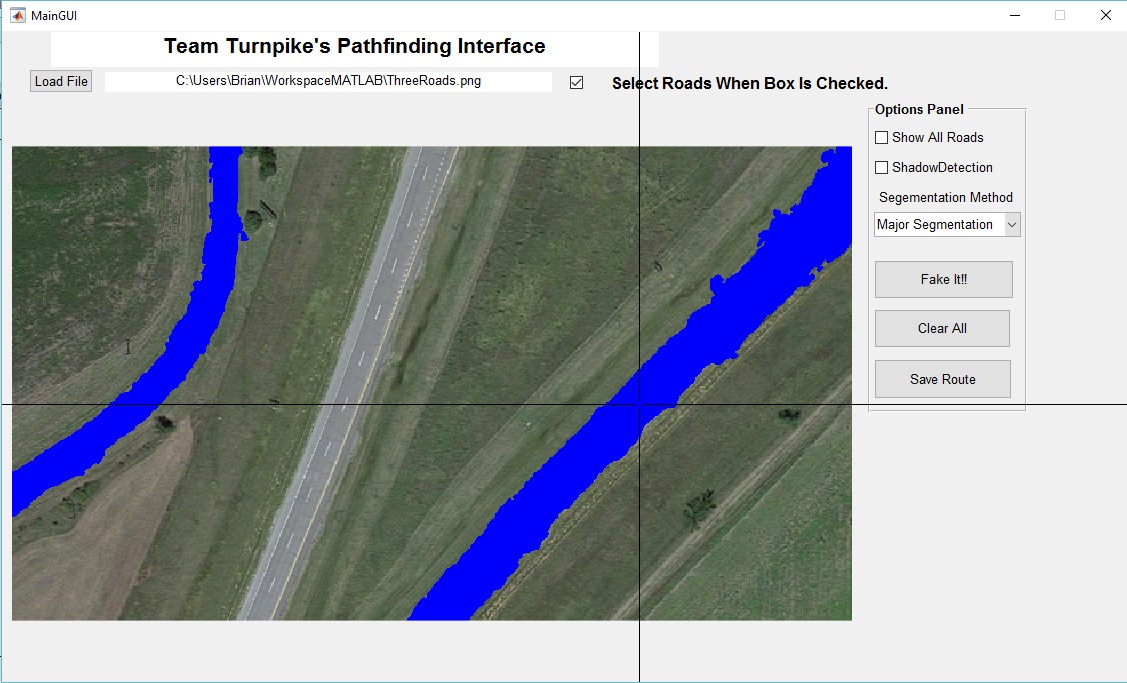 MainGUI
Team Turnpike's Pathfinding Interface
Load File
C:\Users\Brian\WorkspaceMATLAB\ThreeRoads.png
Select Roads When Box Is Checked.
Options Panel
Show All Roads
ShadowDetection
Segementation Method
Major Segmentation
Fake It!!
Clear All
Save Route